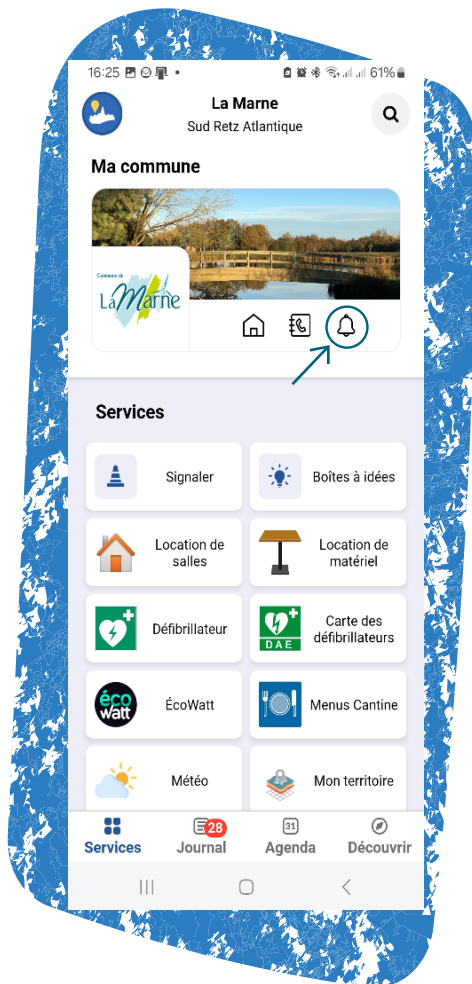 16:25
61%
La Marne
Sud Retz Atlantique
Ma commune
Commune de
La Marne
Services
Signaler
Boîtes à idées
Location de
salles
Location de
matériel
Défibrillateur
DAE
Carte des
défibrillateurs
éco
watt
ÉcoWatt
Menus Cantine
Météo
Mon territoire
28
31
Services
Journal
Agenda
Découvrir